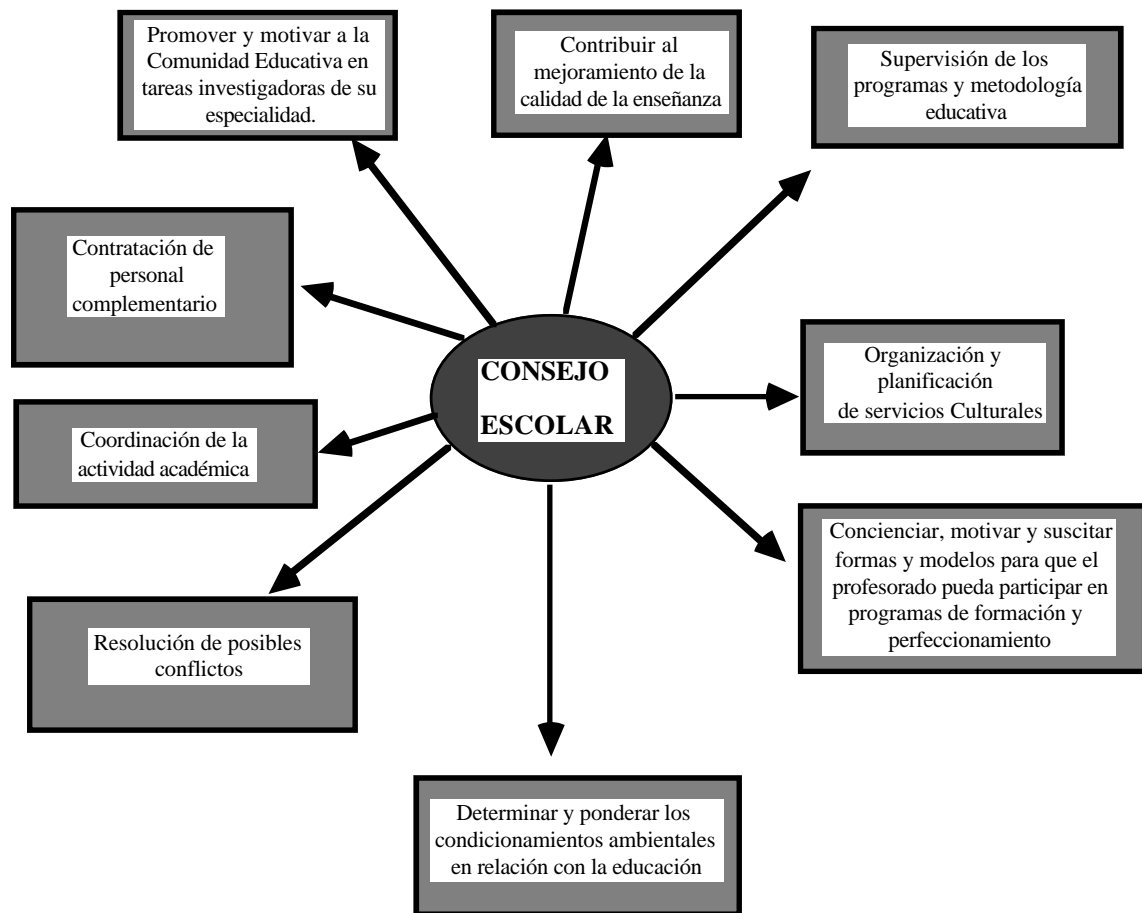 Promover y motivar a la
Comunidad Educativa en
tareas investigadoras de su
especialidad.
Contribuir al
mejoramiento de la
calidad de la enseñanza
Supervisión de los
programas y metodología
educativa
Contratación de
personal
complementario
CONSEJO
ESCOLAR
Organización y
planificación
de servicios Culturales
Coordinación de la
actividad académica
Concienciar, motivar y suscitar
formas y modelos para que el
profesorado pueda participar en
programas de formación y
perfeccionamiento
Resolución de posibles
conflictos
Determinar y ponderar los
condicionamientos ambientales
en relación con la educación